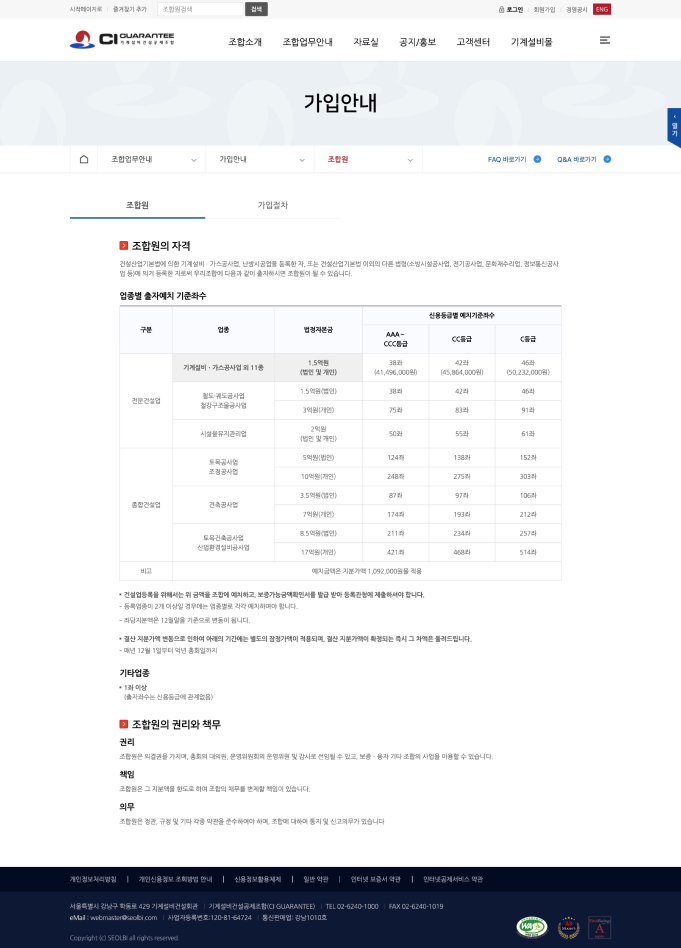 시작페이지로 즐겨찾기 추가 조합원검색 검색 로그인 회원가입 경영공시 ENG
CI GUARANTEE
기계설비건설공제조합
조합소개 조합업무안내 자료실 공지/홍보 고객센터 기계설비몰
가입안내
열기
조합업무안내 가입안내 조합원 FAQ 바로가기 Q&A 바로가기
조합원 가입절차
조합원의 자격
건설산업기본법에 의한 기계설비ㆍ가스공사업, 난방시공업을 등록한 자, 또는 건설산업기본법 이외의 다른 법령(소방시설공사업, 전기공사업, 문화재수리업, 정보통신공사
업 등)에 의거 등록한 자로써 우리조합에 다음과 같이 출자하시면 조합원이 될 수 있습니다.
업종별 출자예치 기준좌수
구분 업종 법정자본금 신용등급별 예치기준좌수
AAA ~ CCC등급 CC등급 C등급
전문건설업
기계설비ㆍ가스공사업 외 11종 1.5억원 (법인 및 개인) 38좌 (41,496,000원) 42좌 (45,864,000원) 46좌 (50,232,000원)
철도·궤도공사업
철강구조물공사업
1.5억원(법인) 38좌 42좌 46좌
3억원(개인) 75좌 83좌 91좌
시설물유지관리업 2억원 (법인 및 개인) 50좌 55좌 61좌
종합건설업
토목공사업
조경공사업
5억원(법인) 124좌 138좌 152좌
10억원(개인) 248좌 275좌 303좌
건축공사업
3.5억원(법인) 87좌 97좌 106좌
7억원(개인) 174좌 193좌 212좌
토목건축공사업
산업환경설비공사업
8.5억원(법인) 211좌 234좌 257좌
17억원(개인) 421좌 468좌 514좌
비고 예치금액은 지분가액 1,092,000원을 적용
• 건설업등록을 위해서는 위 금액을 조합에 예치하고, 보증가능금액확인서를 발급 받아 등록관청에 제출하셔야 합니다.
- 등록업종이 2개 이상일 경우에는 업종별로 각각 예치하여야 합니다.
- 좌당지분액은 12월말을 기준으로 변동이 됩니다.
• 결산 지분가액 변동으로 인하여 아래의 기간에는 별도의 잠정가액이 적용되며, 결산 지분가액이 확정되는 즉시 그 차액은 돌려드립니다.
- 매년 12월 1일부터 익년 총회일까지
기타업종
• 1좌 이상
(출자좌수는 신용등급에 관계없음)
조합원의 권리와 책무
권리
조합원은 의결권을 가지며, 총회의 대의원, 운영위원회의 운영위원 및 감사로 선임될 수 있고, 보증ㆍ융자 기타 조합의 사업을 이용할 수 있습니다.
책임
조합원은 그 지분액을 한도로 하여 조합의 채무를 변제할 책임이 있습니다.
의무
조합원은 정관, 규정 및 기타 각종 약관을 준수하여야 하며, 조합에 대하여 통지 및 신고의무가 있습니다
개인정보처리방침 | 개인신용정보 조회방법 안내 | 신용정보활용체제 | 일반 약관 | 인터넷 보증서 약관 | 인터넷공제서비스 약관
서울특별시 강남구 학동로 429 기계설비건설회관 기계설비건설공제조합(CI GUARANTEE) TEL 02-6240-1000 FAX 02-6240-1019
eMail : webmaster@seolbi.com 사업자등록번호:120-81-64724 통신판매업: 강남1010호
Copyright (c) SEOLBI all rights reserved.
WA
A